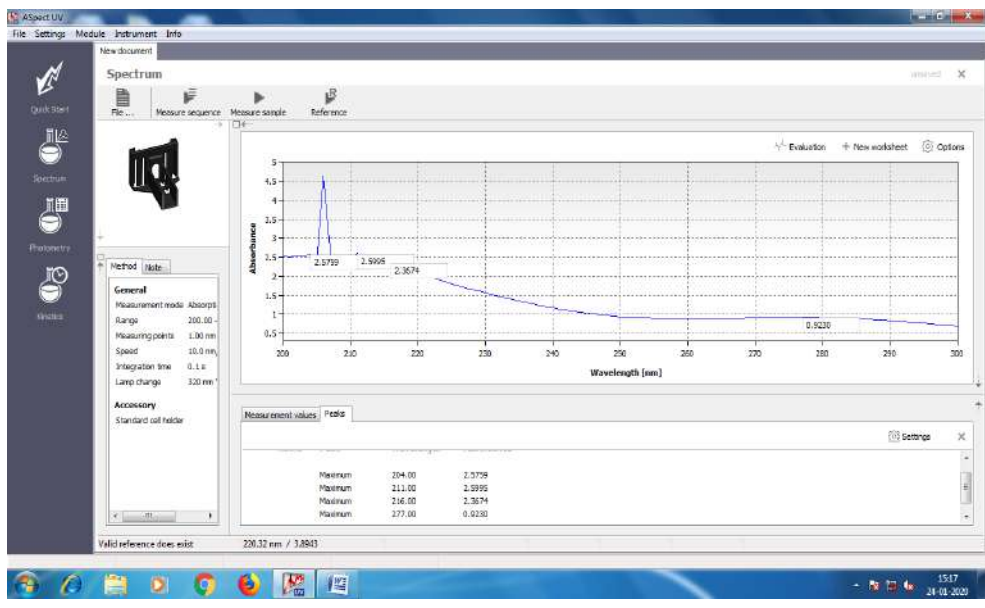 ASpect UV
File Settings Module Instrument Info
New document
Spectrum
unsaved
File ... Measure sequence Measure sample Reference
Quick Start
Spectrum
Photometry
Kinetics
Evaluation + New worksheet Options
5
4.5
4
3.5
3
2.5
2
1.5
1
0.5
Absorbance
2.5759
2.5995
2.3674
0.9230
200 210 220 230 240 250 260 270 280 290 300
Wavelength [nm]
Method Note
General
Measurement mode Absorpti
Range 200.00 -
Measuring points 1.00 nm
Speed 10.0 nm,
Integration time 0.1 s
Lamp change 320 nm
Accessory
Standard cell holder
Measurement values Peaks
Settings
Maximum 204.00 2.5759
Maximum 211.00 2.5995
Maximum 216.00 2.3674
Maximum 277.00 0.9230
Valid reference does exist 220.32 nm / 3.8943
15:17
24-01-2020